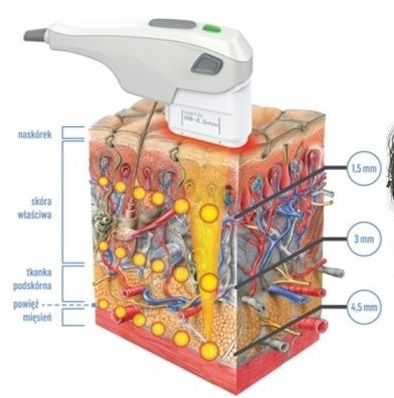 naskórek
skóra
właściwa
tkanka
podskórna
powięź
mięsień
1,5 mm
3 mm
4,5 mm